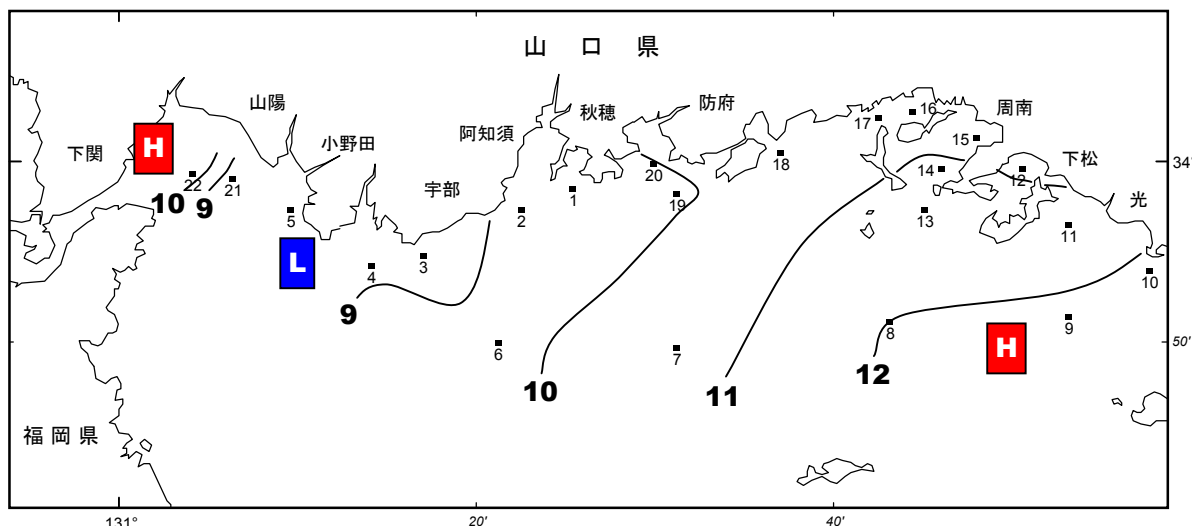 山 口 県
山陽
小野田
阿知須
秋穂
防府
周南
下関
H
宇部
下松
光
17
16
15
18
14
12
20
22
21
10
9
5
2
1
19
13
11
L
4
3
9
6
7
8
9
10
H
10
11
12
福 岡 県
34°
50'
131°
20'
40'